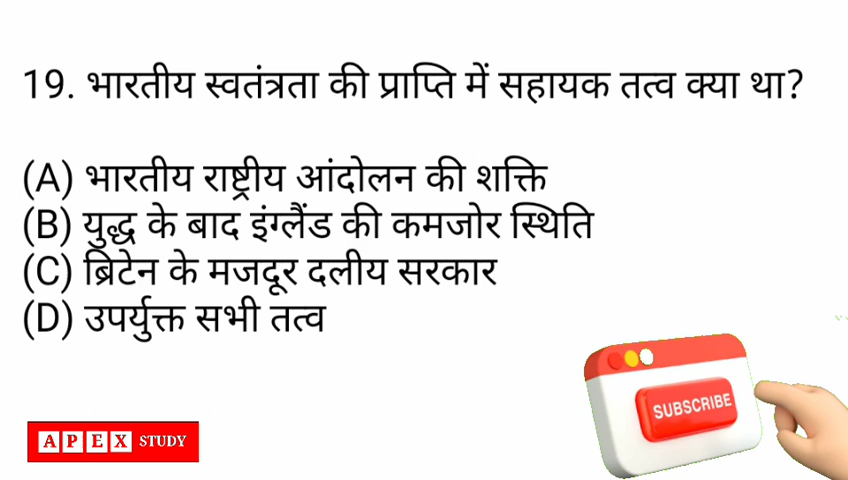 19. भारतीय स्वतंत्रता की प्राप्ति में सहायक तत्व क्या था?
(A) भारतीय राष्ट्रीय आंदोलन की शक्ति
(B) युद्ध के बाद इंग्लैंड की कमजोर स्थिति
(C) ब्रिटेन के मजदूर दलीय सरकार
(D) उपर्युक्त सभी तत्व
SUBSCRIBE
APEX STUDY